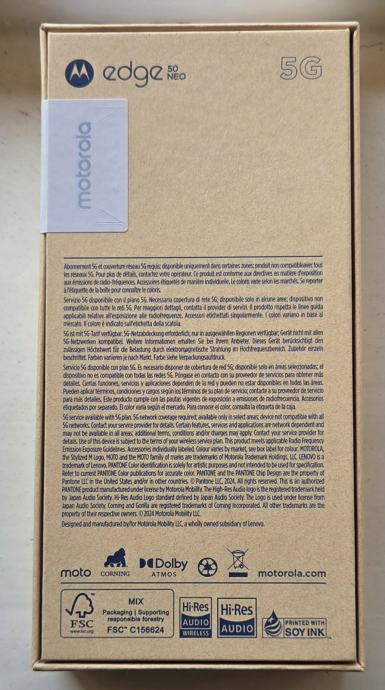 motorola edge 50 NEO
5G
motorola
Abonnement 5G et couverture réseau 5G requis; disponible uniquement dans certaines zones; produit non compatible avec tous
les réseaux 5G. Pour plus de détails, contactez votre opérateur. Ce produit est conforme aux directives en matière d'exposition
aux émissions de radio-fréquences. Accessoires étiquetés de manière individuelle. Le coloris varie selon les marchés. Se reporter
à l'étiquette de la boîte pour connaître le coloris.
Servizio 5G disponibile con il piano 5G. Necessaria copertura di rete 5G; disponibile solo in alcune aree; dispositivo non
compatibile con tutte le reti 5G. Per maggiori dettagli, contatta il provider di servizi. Il prodotto rispetta le linee guida
applicabili relative all'esposizione alle radiofrequenze. Accessori etichettati singolarmente. I colori variano in base al
mercato. Il colore è indicato sull'etichetta della scatola.
5G ist mit 5G-Tarif verfügbar. 5G-Netzabdeckung erforderlich; nur in ausgewählten Regionen verfügbar; Gerät nicht mit allen
5G-Netzwerken kompatibel. Weitere Informationen erhalten Sie bei Ihrem Anbieter. Dieses Gerät berücksichtigt den
zulässigen Höchstwert für die Belastung durch elektromagnetische Strahlung im Hochfrequenzbereich. Zubehör einzeln
beschriftet. Farben variieren je nach Markt. Farbe siehe Verpackungsaufdruck.
Servicio 5G disponible con plan 5G. Es necesario disponer de cobertura de red 5G; disponible solo en áreas seleccionadas; el
dispositivo no es compatible con todas las redes 5G. Póngase en contacto con su proveedor de servicios para obtener más
detalles. Ciertas funciones, servicios y aplicaciones dependen de la red y pueden no estar disponibles en todas las áreas.
Pueden aplicar términos, condiciones y cargos según los términos de su plan de servicio; contacte a su proveedor de servicio
para más detalles. Este producto cumple con las pautas vigentes de exposición a emisiones de radiofrecuencia. Accesorios
etiquetados por separado. El color varía según el mercado. Para conocer el color, consulta la etiqueta de la caja.
5G service available with 5G plan. 5G network coverage required; available only in select areas; device not compatible with all
5G networks. Contact your service provider for details. Certain features, services and applications are network dependent and
may not be available in all areas; additional terms, conditions and/or charges may apply. Contact your service provider for
details. Use of this device is subject to the terms of your wireless service plan. This product meets applicable Radio Frequency
Emission Exposure Guidelines. Accessories individually labeled. Colour varies by market, see box label for colour. MOTOROLA,
the Stylized M Logo, MOTO and the MOTO family of marks are trademarks of Motorola Trademark Holdings, LLC. LENOVO is a
trademark of Lenovo. PANTONE Color identification is solely for artistic purposes and not intended to be used for specification.
Refer to current PANTONE Color publications for accurate color. PANTONE and the PANTONE Chip Design are the property of
Pantone LLC in the United States and/or in other countries. © Pantone LLC, 2024. All rights reserved. This is an authorized
PANTONE product manufactured under license by Motorola Mobility. The High-Res Audio logo is the registered trademark held
by Japan Audio Society. Hi-Res Audio Logo standard defined by Japan Audio Society. The Logo is used under license from
Japan Audio Society. Corning and Gorilla are registered trademarks of Corning Incorporated. All other trademarks are the
property of their respective owners. © 2024 Motorola Mobility LLC.
Designed and manufactured by/for Motorola Mobility LLC, a wholly owned subsidiary of Lenovo.
moto CORNING Dolby ATMOS motorola.com
FSC
www.fsc.org
MIX
Packaging | Supporting
responsible forestry
FSC™ C156624
Hi-Res
AUDIO
WIRELESS
Hi-Res
AUDIO
PRINTED WITH
SOY INK